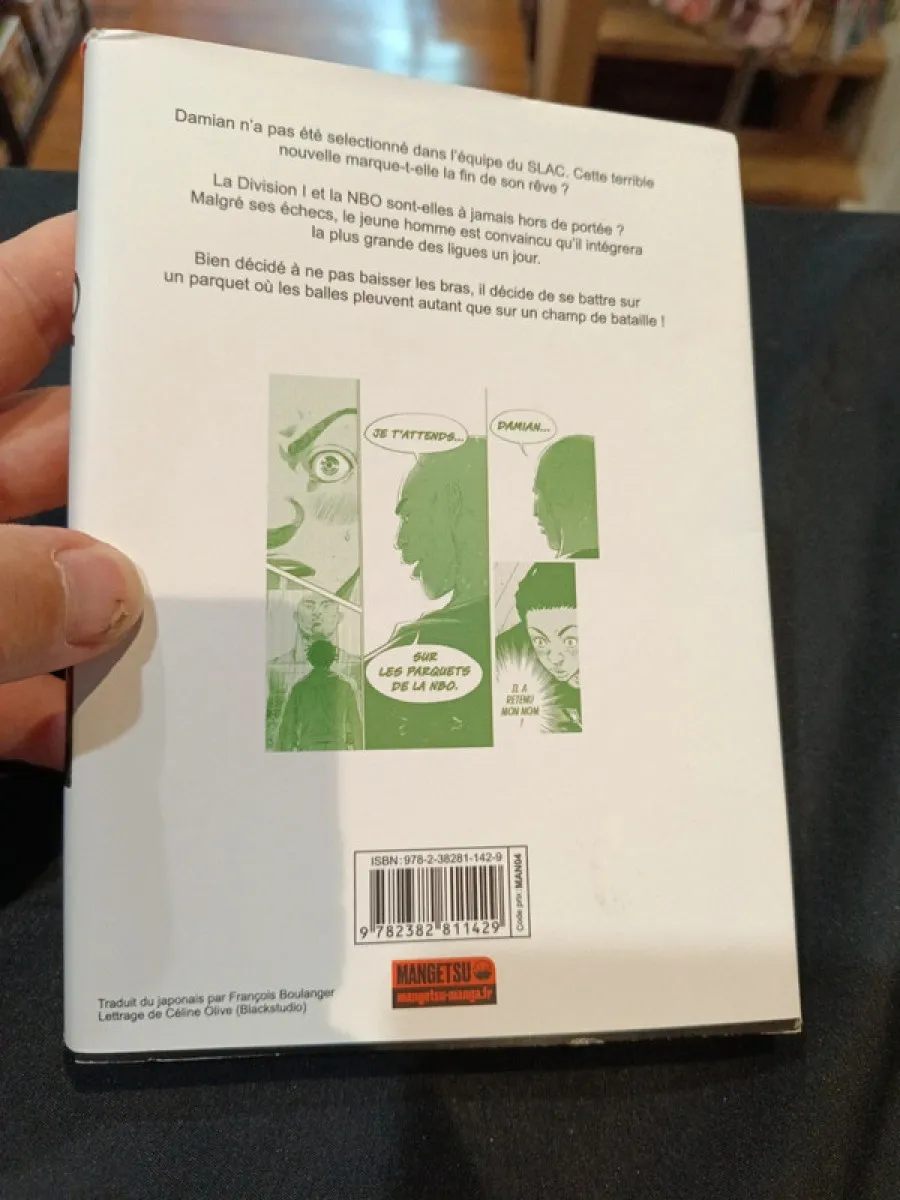 Damian n'a pas été selectionné dans l'équipe du SLAC. Cette terrible
nouvelle marque-t-elle la fin de son rêve ?
La Division I et la NBO sont-elles à jamais hors de portée ?
Malgré ses échecs, le jeune homme est convaincu qu'il intégrera
la plus grande des ligues un jour.
Bien décidé à ne pas baisser les bras, il décide de se battre sur
un parquet où les balles pleuvent autant que sur un champ de bataille !
JE T'ATTENDS...
DAMIAN...
SUR
LES PARQUETS
DE LA NBO.
IL A
RETENU
MON NOM
!
ISBN : 978-2-38281-142-9
9 782382 811429
Code prix : MAN04
MANGETSU
mangetsu-manga.fr
Traduit du japonais par François Boulanger
Lettrage de Céline Olive (Blackstudio)